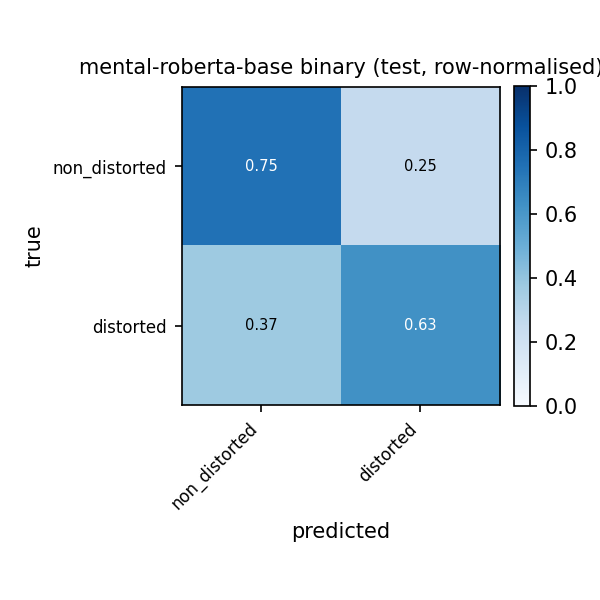 mental-roberta-base binary (test, row-normalised)
true
non_distorted
0.75
0.25
distorted
0.37
0.63
non_distorted
distorted
predicted
1.0
0.8
0.6
0.4
0.2
0.0